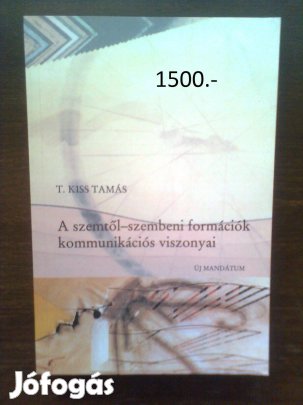 1500.-
T. KISS TAMÁS
A szemtől–szembeni formációk
kommunikációs viszonyai
ÚJ MANDÁTUM
Jófogás